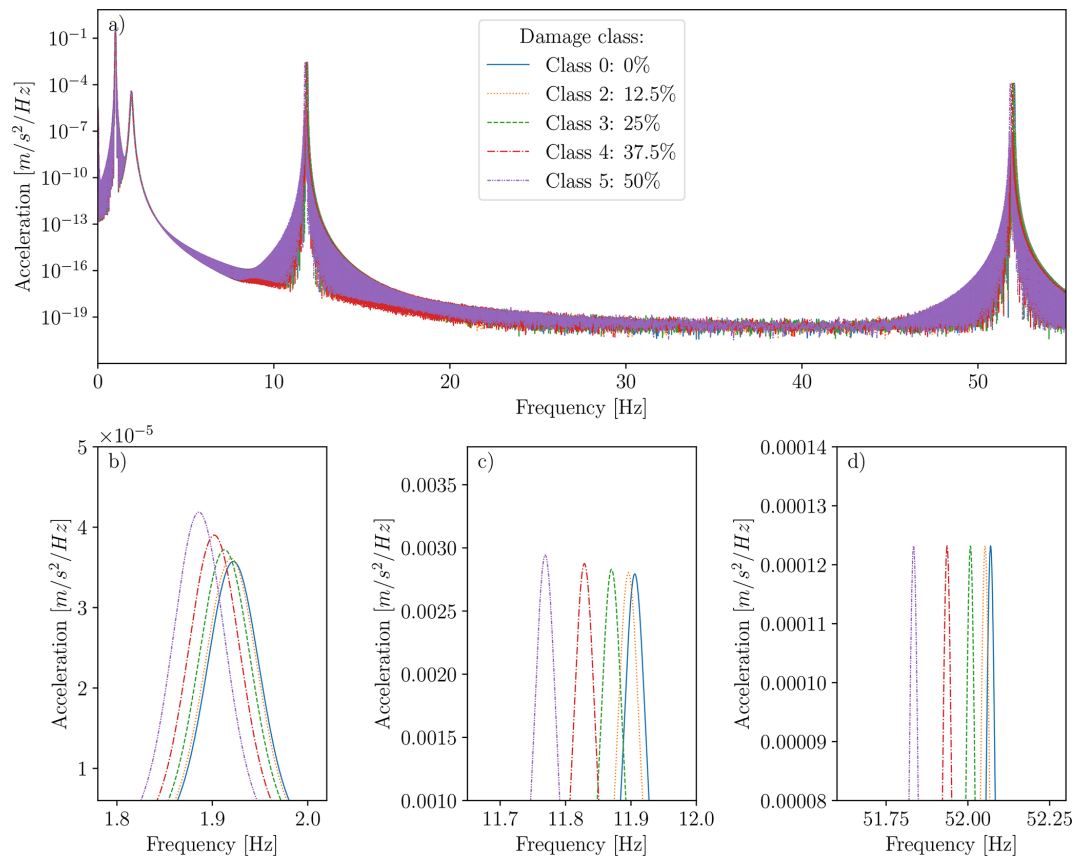 a)
Damage class:
Class 0: 0%
Class 2: 12.5%
Class 3: 25%
Class 4: 37.5%
Class 5: 50%
Acceleration [m/s²/Hz]
10⁻¹
10⁻⁴
10⁻⁷
10⁻¹⁰
10⁻¹³
10⁻¹⁶
10⁻¹⁹
0 10 20 30 40 50
Frequency [Hz]
×10⁻⁵
b)
Acceleration [m/s²/Hz]
5
4
3
2
1
1.8 1.9 2.0
Frequency [Hz]
c)
Acceleration [m/s²/Hz]
0.0035
0.0030
0.0025
0.0020
0.0015
0.0010
11.7 11.8 11.9 12.0
Frequency [Hz]
d)
Acceleration [m/s²/Hz]
0.00014
0.00013
0.00012
0.00011
0.00010
0.00009
0.00008
51.75 52.00 52.25
Frequency [Hz]